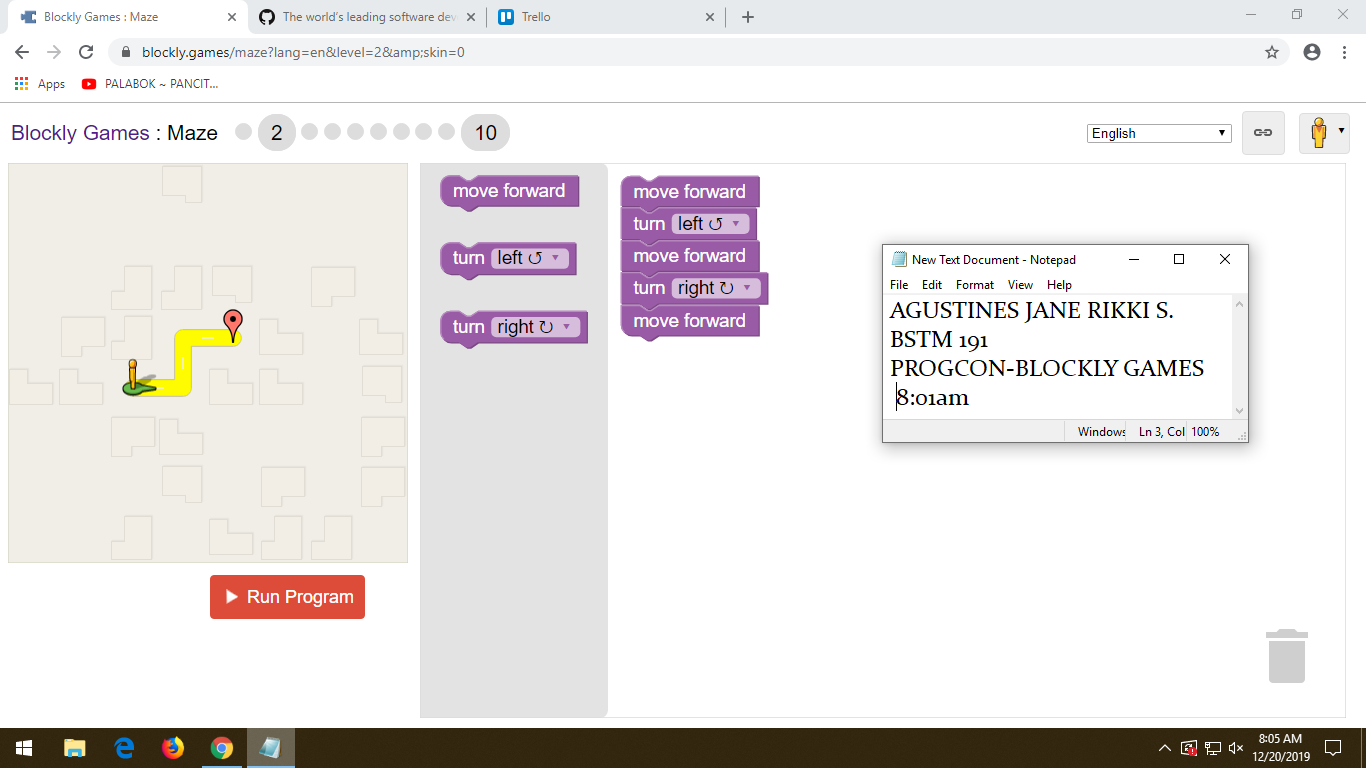 Blockly Games : Maze
The world's leading software dev
Trello
blockly.games/maze?lang=en&level=2&amp;skin=0
Apps
PALABOK ~ PANCIT...
Blockly Games : Maze
2
10
English
move forward
turn left ↺
turn right ↻
move forward
turn left ↺
move forward
turn right ↻
move forward
Run Program
New Text Document - Notepad
File Edit Format View Help
AGUSTINES JANE RIKKI S.
BSTM 191
PROGCON-BLOCKLY GAMES
8:01am
Windows Ln 3, Col 100%
8:05 AM
12/20/2019